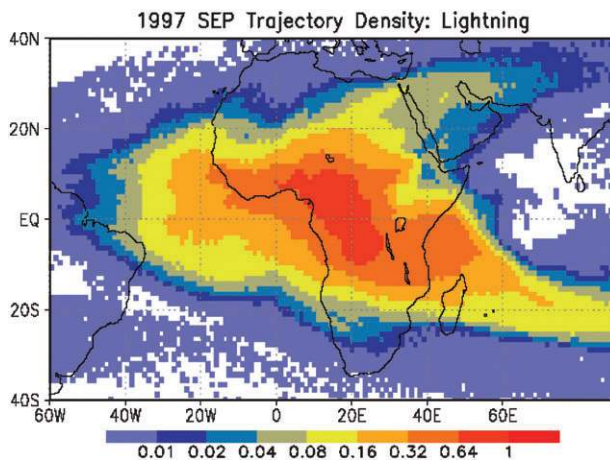 1997 SEP Trajectory Density: Lightning
40N
20N
EQ
20S
40S
60W 40W 20W 0 20E 40E 60E
0.01 0.02 0.04 0.08 0.16 0.32 0.64 1